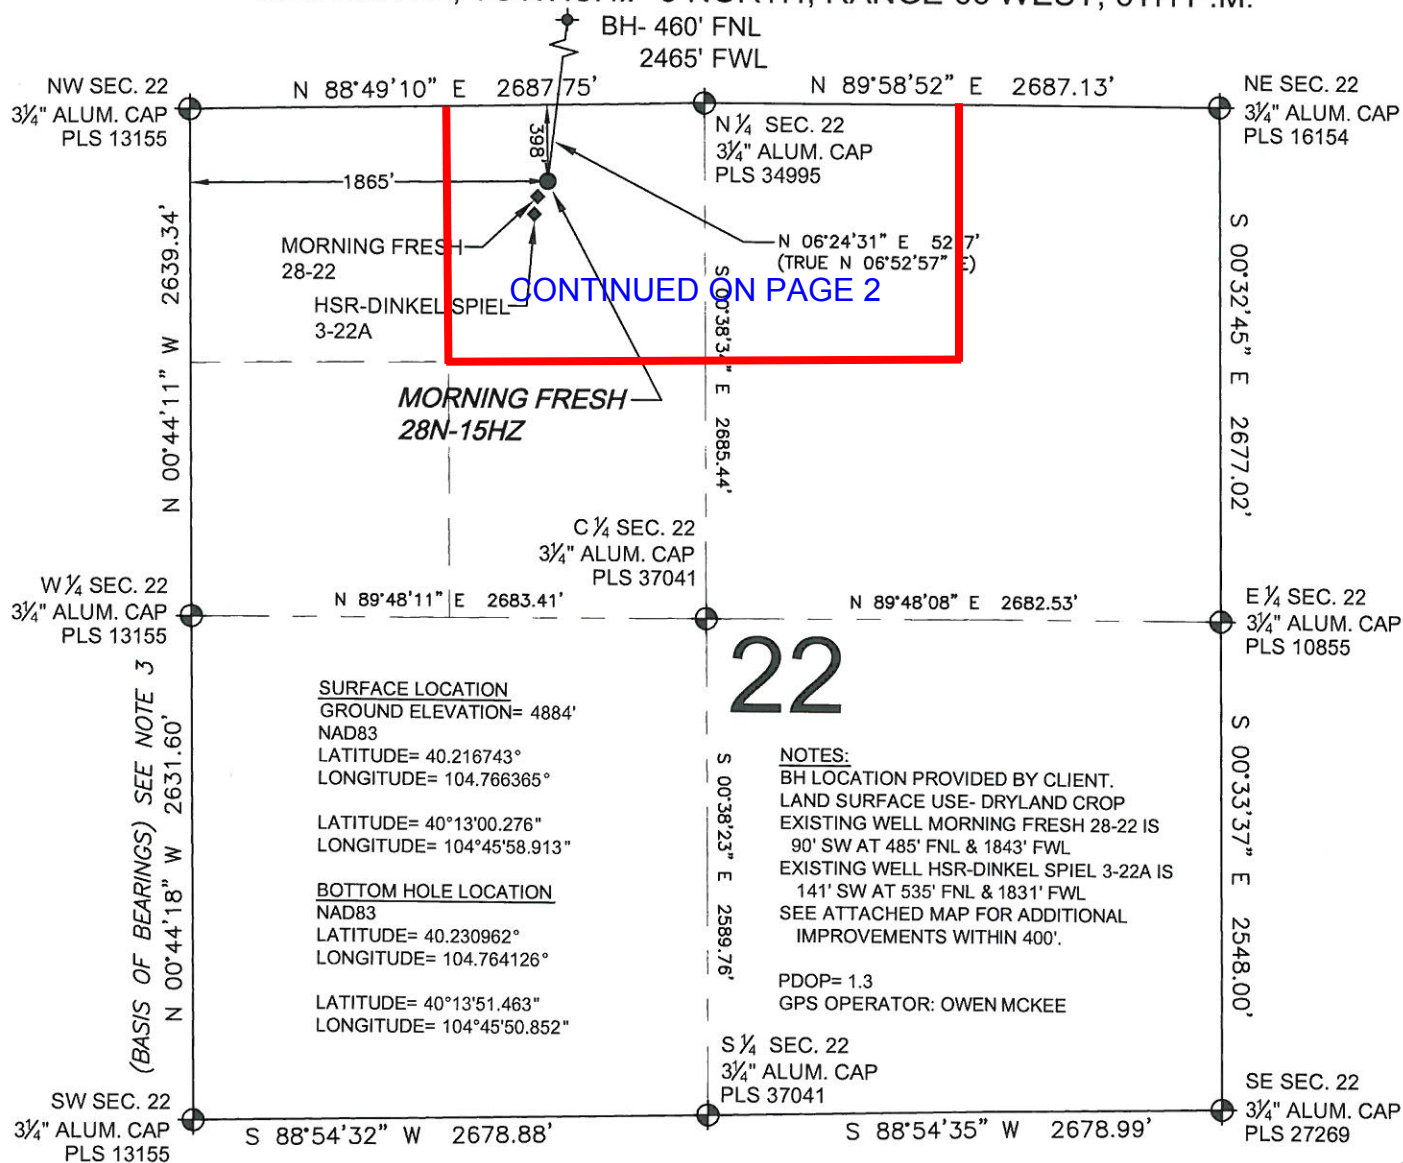 NORTH, RANGE 66 WEST, 6TH P.M.
BH- 460' FNL
2465' FWL
NW SEC. 22
3¼" ALUM. CAP
PLS 13155
N 88°49'10" E 2687.75'
N 89°58'52" E 2687.13'
NE SEC. 22
3¼" ALUM. CAP
PLS 16154
N ¼ SEC. 22
3¼" ALUM. CAP
PLS 34995
398'
1865'
MORNING FRESH
28-22
HSR-DINKEL SPIEL
3-22A
N 06°24'31" E
(TRUE N 06°52'57" E)
CONTINUED ON PAGE 2
MORNING FRESH
28N-15HZ
N 00°44'11" W 2639.34'
E 2685.44'
S 00°32'45" E 2677.02'
C ¼ SEC. 22
3¼" ALUM. CAP
PLS 37041
W ¼ SEC. 22
3¼" ALUM. CAP
PLS 13155
N 89°48'11" E 2683.41'
N 89°48'08" E 2682.53'
E ¼ SEC. 22
3¼" ALUM. CAP
PLS 10855
22
(BASIS OF BEARINGS) SEE NOTE 3
N 00°44'18" W 2631.60'
SURFACE LOCATION
GROUND ELEVATION= 4884'
NAD83
LATITUDE= 40.216743°
LONGITUDE= 104.766365°
LATITUDE= 40°13'00.276"
LONGITUDE= 104°45'58.913"
BOTTOM HOLE LOCATION
NAD83
LATITUDE= 40.230962°
LONGITUDE= 104.764126°
LATITUDE= 40°13'51.463"
LONGITUDE= 104°45'50.852"
S 00°38'23" E 2589.76'
NOTES:
BH LOCATION PROVIDED BY CLIENT.
LAND SURFACE USE- DRYLAND CROP
EXISTING WELL MORNING FRESH 28-22 IS
90' SW AT 485' FNL & 1843' FWL
EXISTING WELL HSR-DINKEL SPIEL 3-22A IS
141' SW AT 535' FNL & 1831' FWL
SEE ATTACHED MAP FOR ADDITIONAL
IMPROVEMENTS WITHIN 400'.
PDOP= 1.3
GPS OPERATOR: OWEN MCKEE
S 00°33'37" E 2548.00'
S ¼ SEC. 22
3¼" ALUM. CAP
PLS 37041
SW SEC. 22
3¼" ALUM. CAP
PLS 13155
S 88°54'32" W 2678.88'
S 88°54'35" W 2678.99'
SE SEC. 22
3¼" ALUM. CAP
PLS 27269